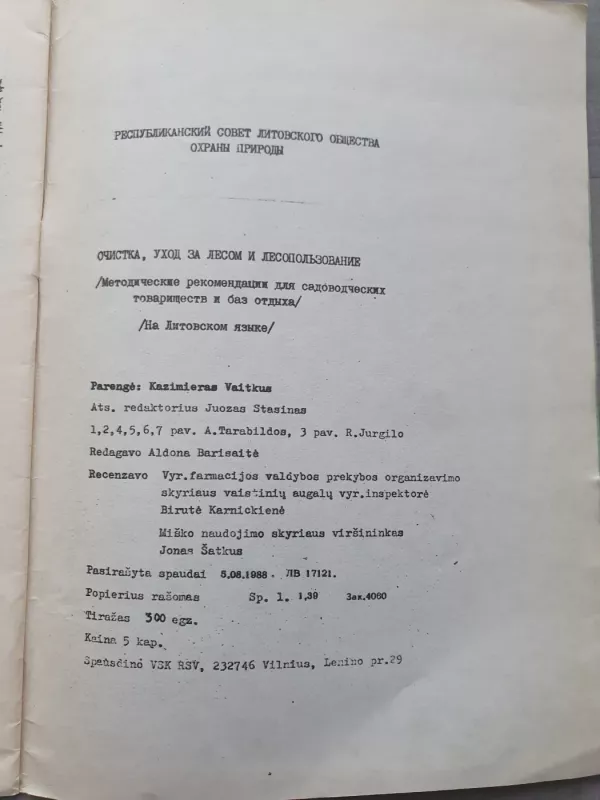 РЕСПУБЛИКАНСКИЙ СОВЕТ ЛИТОВСКОГО ОБЩЕСТВА
ОХРАНЫ ПРИРОДЫ
ОЧИСТКА, УХОД ЗА ЛЕСОМ И ЛЕСОПОЛЬЗОВАНИЕ
/Методические рекомендации для садоводческих
товариществ и баз отдыха/
/На Литовском языке/
Parengė: Kazimieras Vaitkus
Ats. redaktorius Juozas Stasinas
1,2,4,5,6,7 pav. A.Tarabildos, 3 pav. R.Jurgilo
Redagavo Aldona Barisaitė
Recenzavo Vyr.farmacijos valdybos prekybos organizavimo
skyriaus vaistinių augalų vyr.inspektorė
Birutė Karnickienė
Miško naudojimo skyriaus viršininkas
Jonas Šatkus
Pasirašyta spaudai 5.08.1988. ЛВ 17121.
Popierius rašomas Sp. l. 1,39 Зак.4060
Tiražas 300 egz.
Kaina 5 kap.
Spausdino VSK RSV, 232746 Vilnius, Lenino pr.29